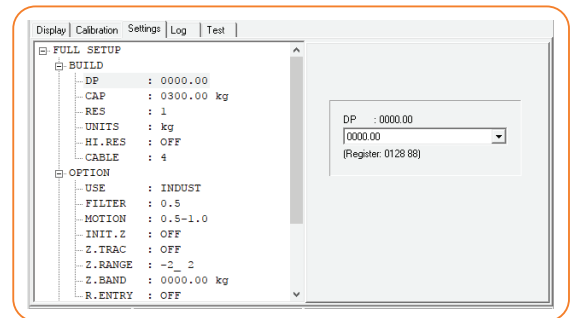 Display Calibration Settings Log Test
FULL SETUP
BUILD
DP : 0000.00
CAP : 0300.00 kg
RES : 1
UNITS : kg
HI.RES : OFF
CABLE : 4
OPTION
USE : INDUST
FILTER : 0.5
MOTION : 0.5-1.0
INIT.Z : OFF
Z.TRAC : OFF
Z.RANGE : -2_ 2
Z.BAND : 0000.00 kg
R.ENTRY : OFF
DP : 0000.00
0000.00
(Register: 0128 88)